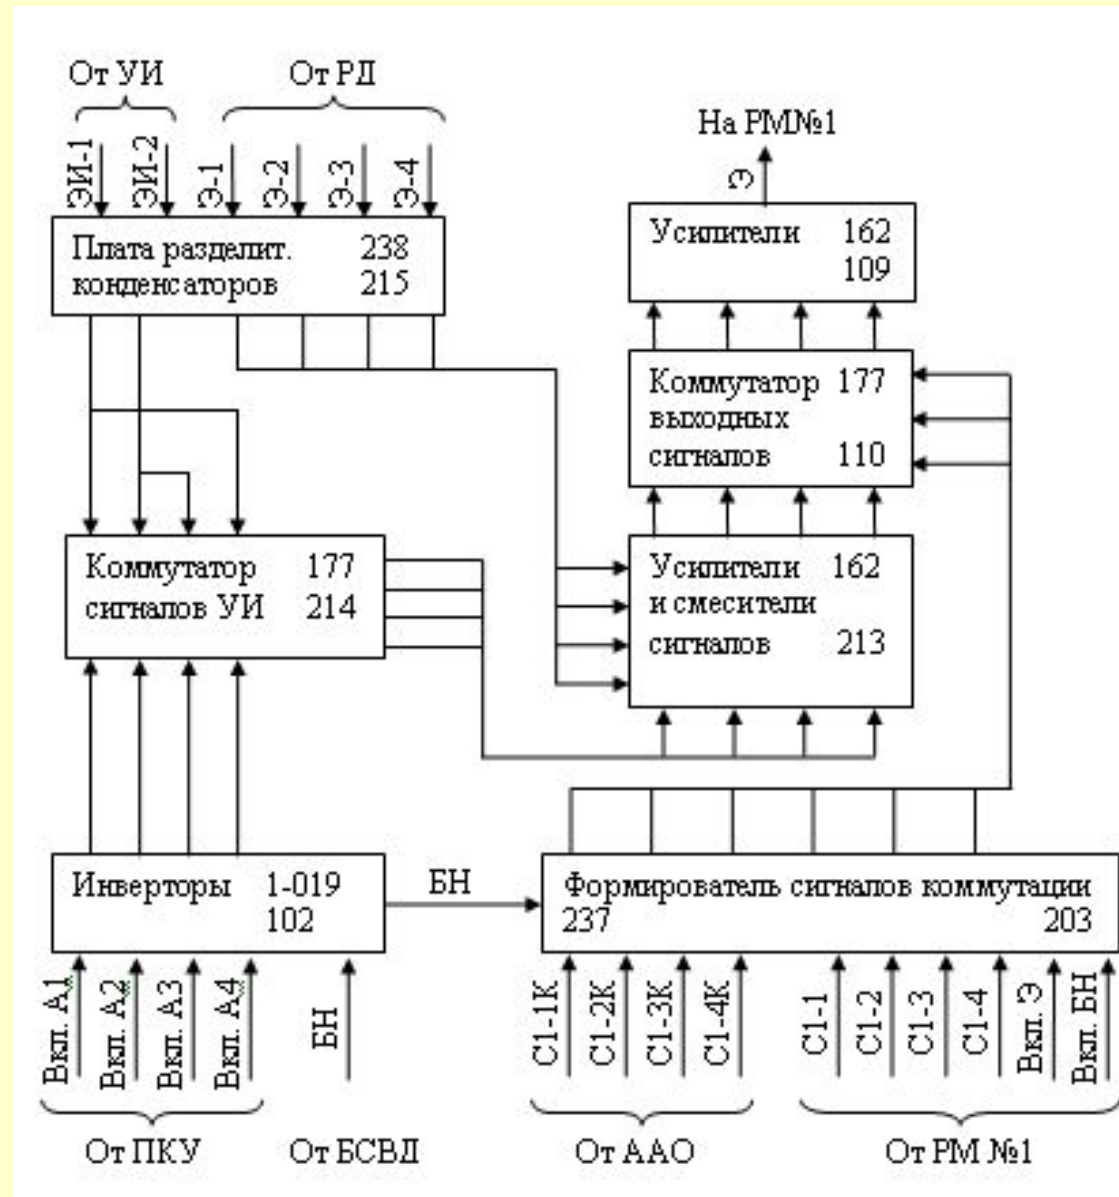 От УИ
От РД
ЭИ-1
ЭИ-2
Э-1
Э-2
Э-3
Э-4
Плата разделит. 238
конденсаторов 215
На РМ№1
Э
Усилители 162
109
Коммутатор 177
выходных
сигналов 110
Коммутатор 177
сигналов УИ 214
Усилители 162
и смесители
сигналов 213
Инверторы 1-019
102
БН
Формирователь сигналов коммутации
237 203
Вкл. А1
Вкл. А2
Вкл. А3
Вкл. А4
БН
С1-1К
С1-2К
С1-3К
С1-4К
С1-1
С1-2
С1-3
С1-4
Вкл. Э
Вкл. БН
От ПКУ
От БСВД
От ААО
От РМ №1